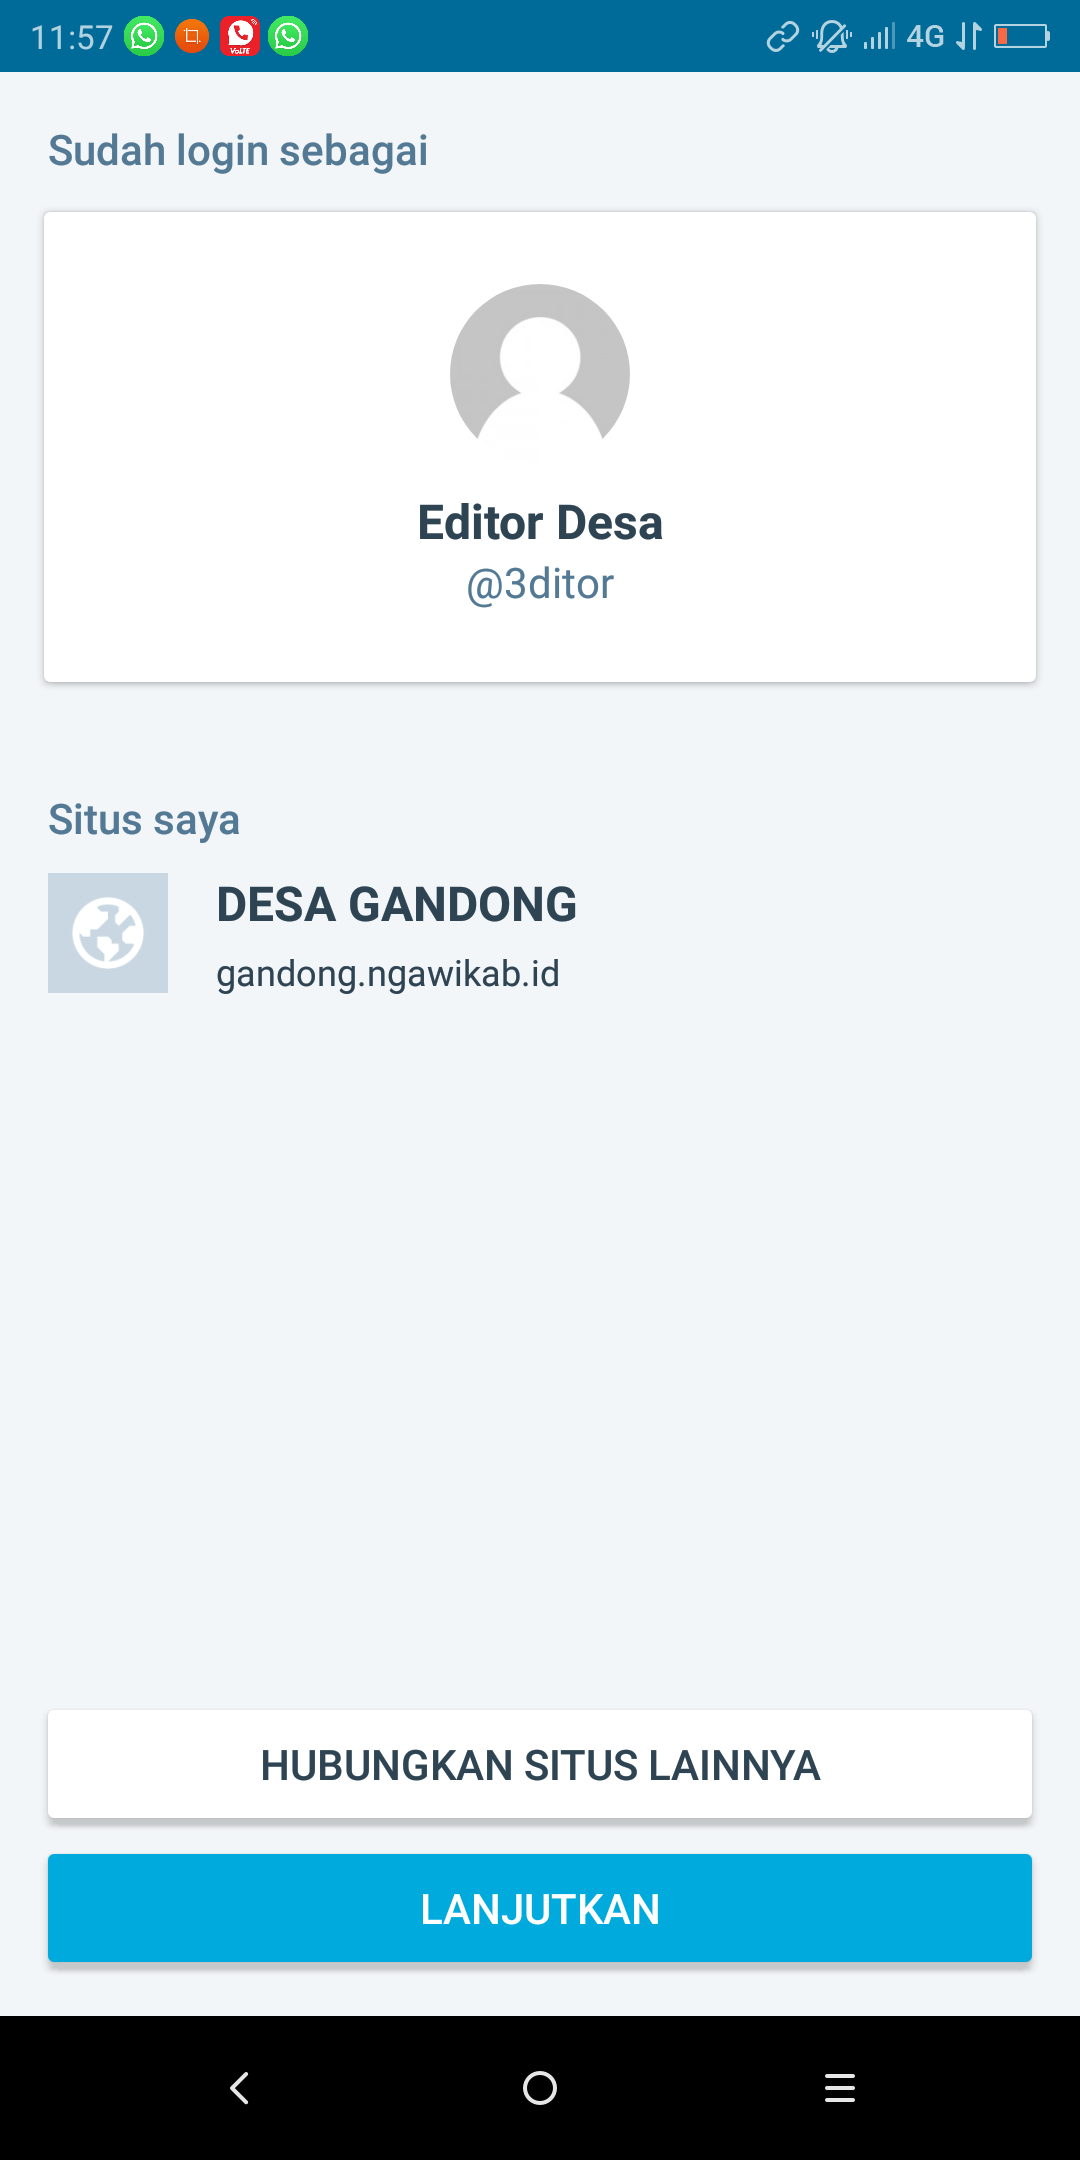 11:57
VoLTE
4G
Sudah login sebagai
Editor Desa
@3ditor
Situs saya
DESA GANDONG
gandong.ngawikab.id
HUBUNGKAN SITUS LAINNYA
LANJUTKAN